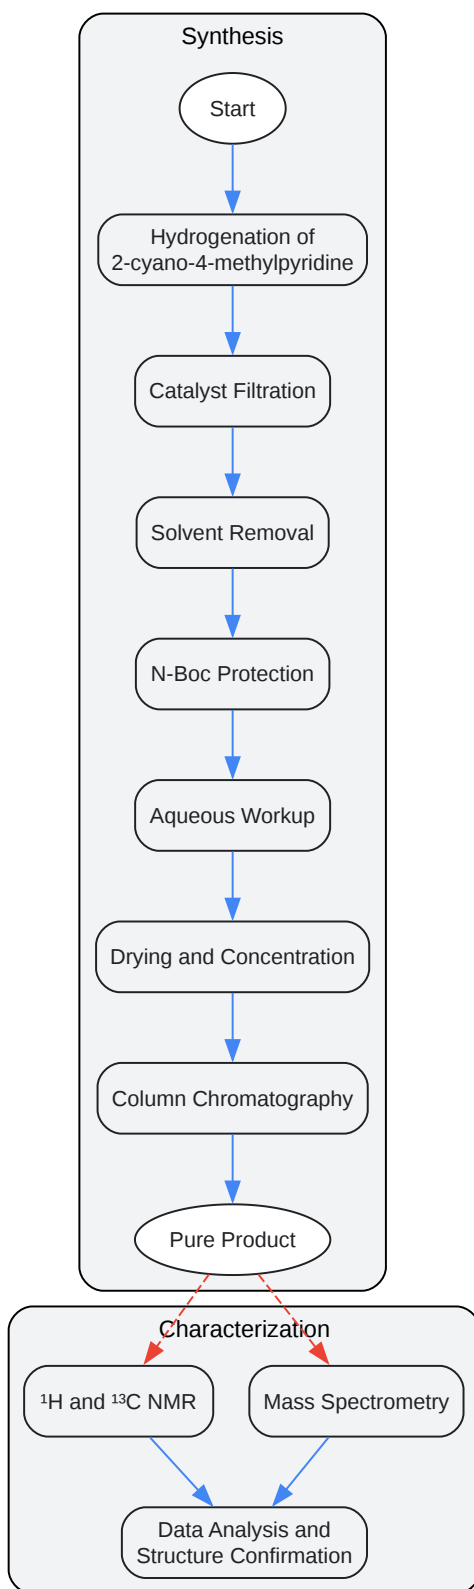 Synthesis
Start
Hydrogenation of
2-cyano-4-methylpyridine
Catalyst Filtration
Solvent Removal
N-Boc Protection
Aqueous Workup
Drying and Concentration
Column Chromatography
Pure Product
Characterization
¹H and ¹³C NMR
Mass Spectrometry
Data Analysis and
Structure Confirmation